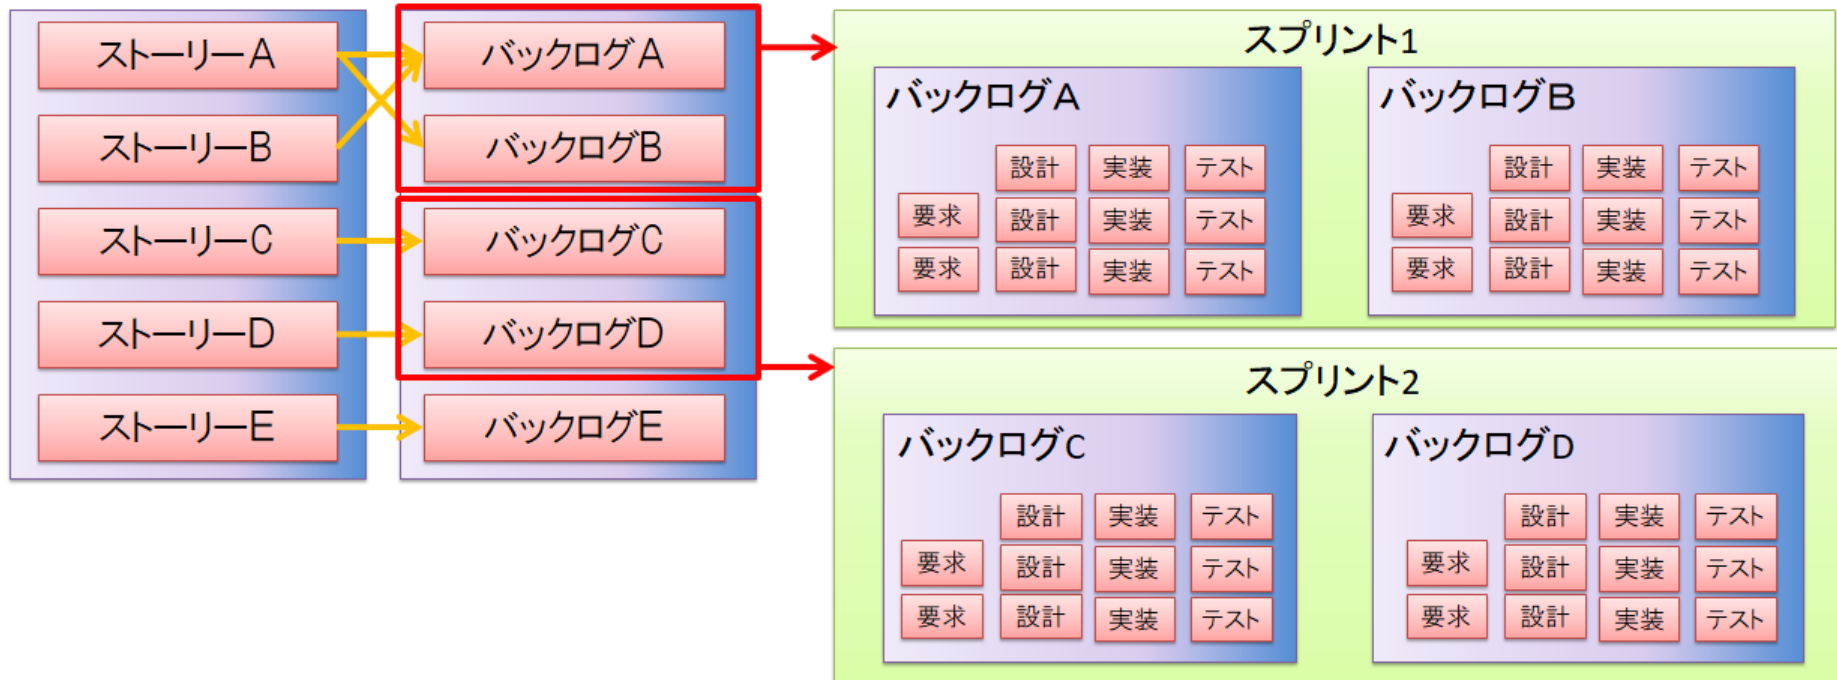 ストーリーA
ストーリーB
ストーリーC
ストーリーD
ストーリーE
バックログA
バックログB
バックログC
バックログD
バックログE
スプリント1
バックログA
設計 実装 テスト
要求 設計 実装 テスト
要求 設計 実装 テスト
バックログB
設計 実装 テスト
要求 設計 実装 テスト
要求 設計 実装 テスト
スプリント2
バックログC
設計 実装 テスト
要求 設計 実装 テスト
要求 設計 実装 テスト
バックログD
設計 実装 テスト
要求 設計 実装 テスト
要求 設計 実装 テスト